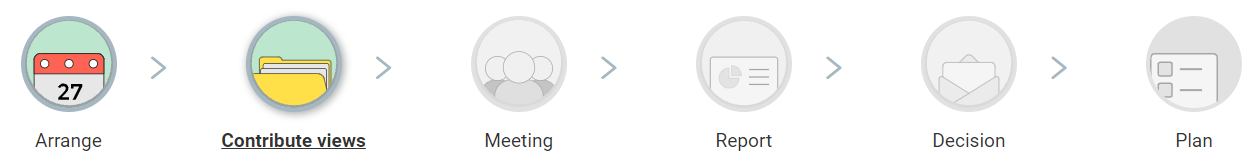 27
Arrange
Contribute views
Meeting
Report
Decision
Plan